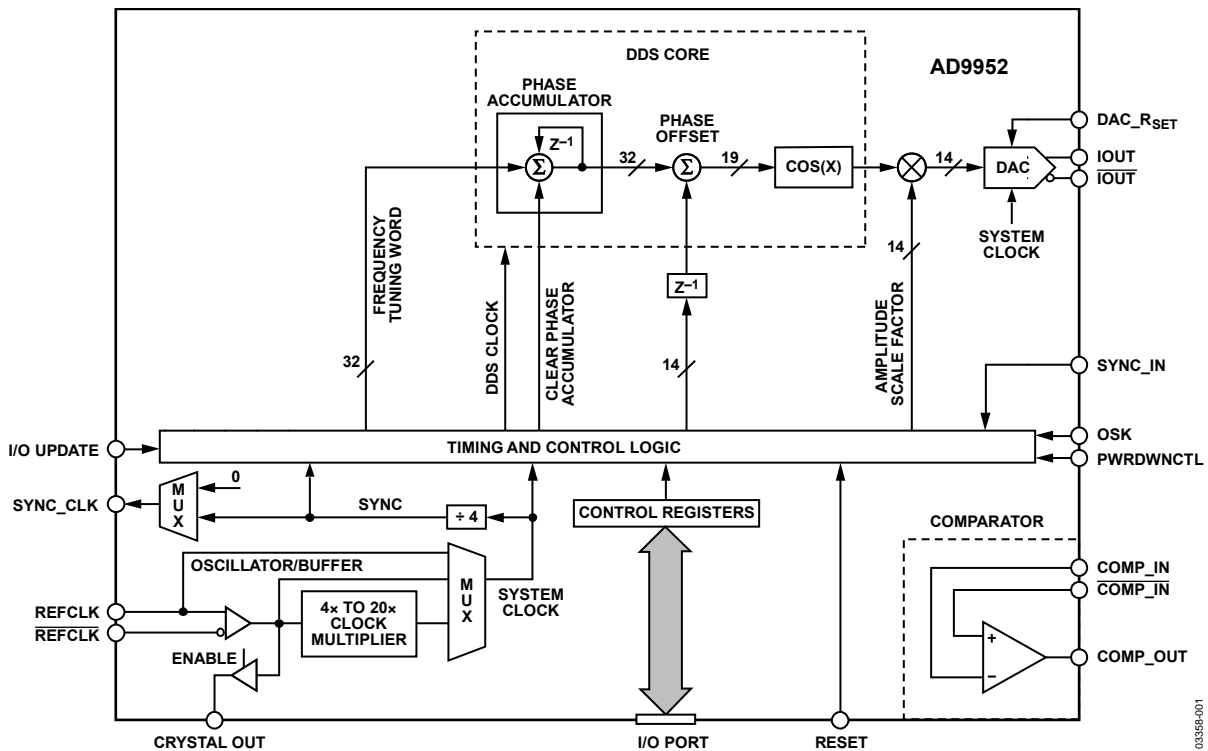 DDS CORE
AD9952
PHASE
ACCUMULATOR
PHASE
OFFSET
Z–1
Σ
32
Σ
19
COS(X)
14
DAC
DAC_RSET
IOUT
IOUT
SYSTEM
CLOCK
FREQUENCY
TUNING WORD
32
DDS CLOCK
CLEAR PHASE
ACCUMULATOR
Z–1
14
14
AMPLITUDE
SCALE FACTOR
SYNC_IN
I/O UPDATE
TIMING AND CONTROL LOGIC
OSK
PWRDWNCTL
SYNC_CLK
MUX
0
SYNC
÷ 4
CONTROL REGISTERS
OSCILLATOR/BUFFER
MUX
SYSTEM
CLOCK
REFCLK
REFCLK
4× TO 20×
CLOCK
MULTIPLIER
ENABLE
COMPARATOR
COMP_IN
COMP_IN
+
–
COMP_OUT
CRYSTAL OUT
I/O PORT
RESET
03358-001